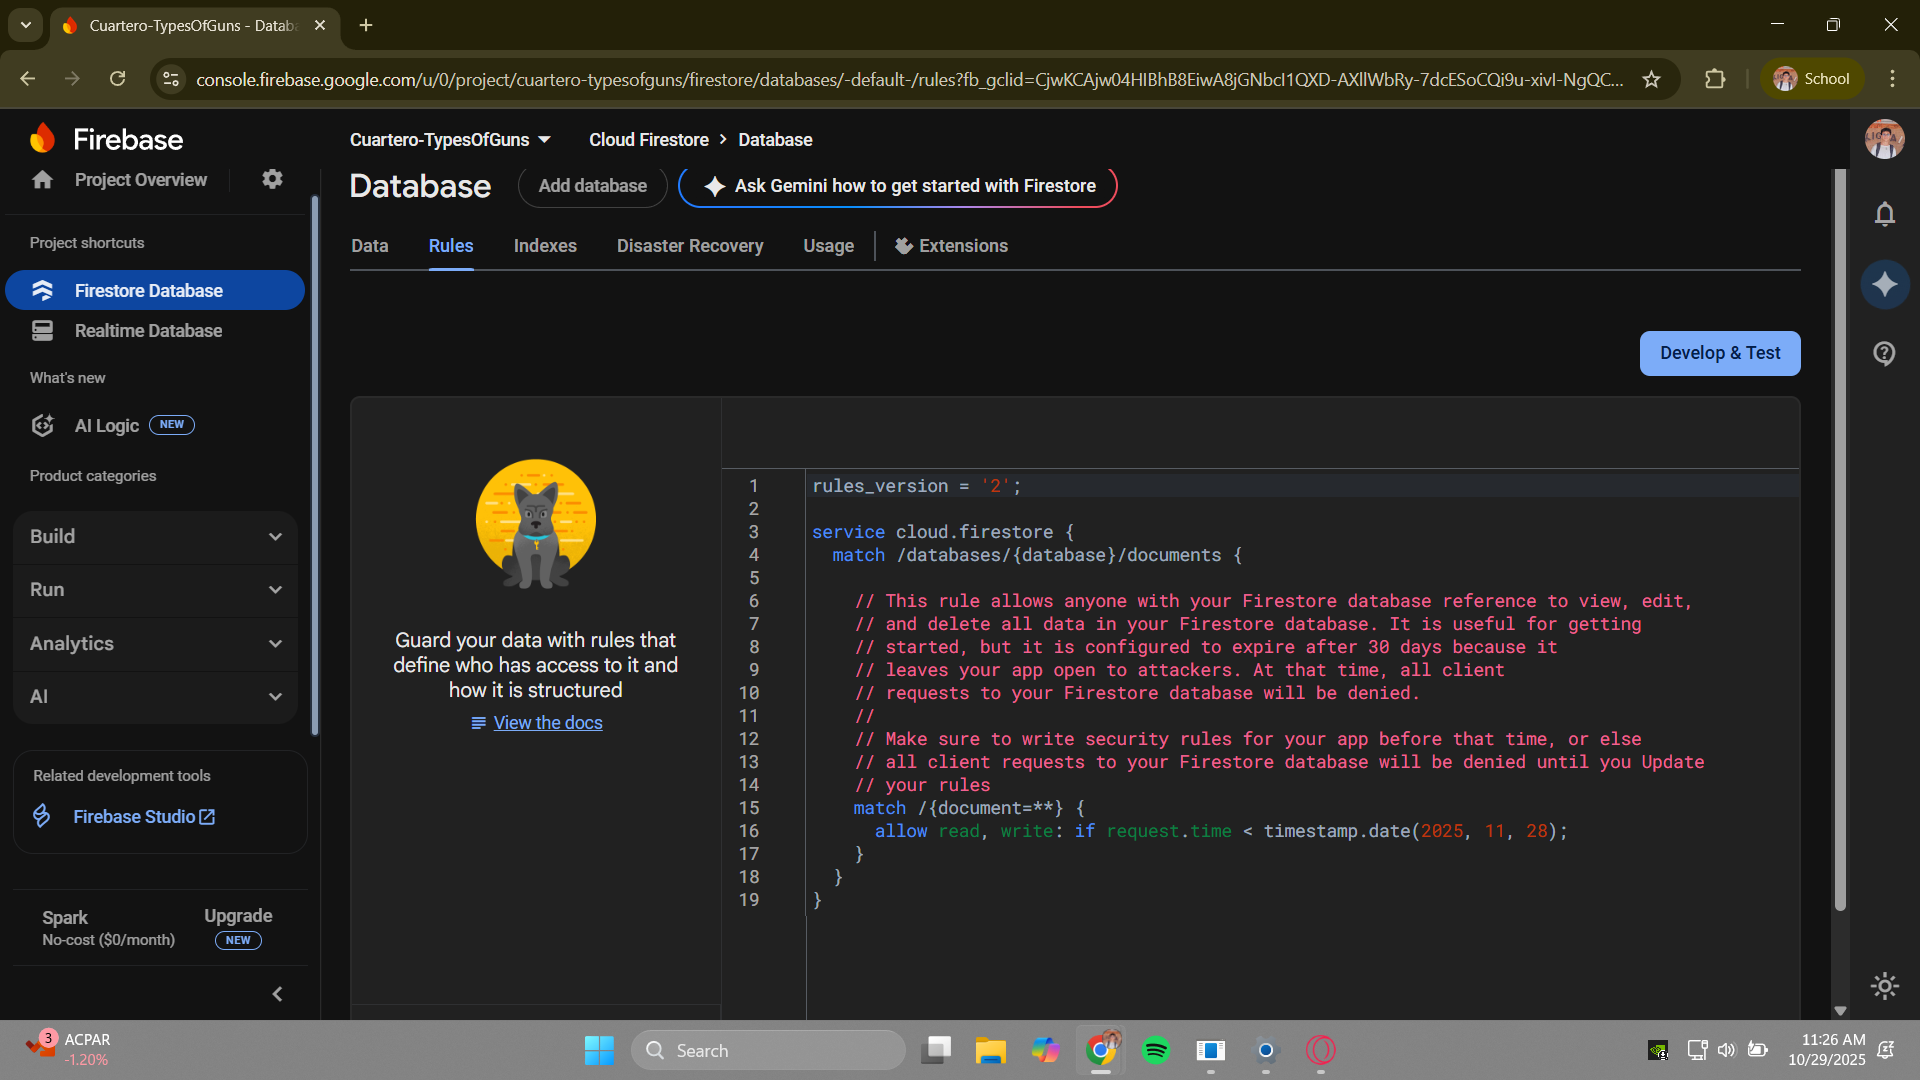 Cuartero-TypesOfGuns - Datab
console.firebase.google.com/u/0/project/cuartero-typesofguns/firestore/databases/-default-/rules?fb_gclid=CjwKCAjw04HIBhB8EiwA8jGNbcI1QXD-AXllWbRy-7dcESoCQi9u-xivI-NgQC...
School
Firebase
Cuartero-TypesOfGuns
Cloud Firestore > Database
Project Overview
Database
Add database
Ask Gemini how to get started with Firestore
Project shortcuts
Data
Rules
Indexes
Disaster Recovery
Usage
Extensions
Firestore Database
Realtime Database
Develop & Test
What's new
AI Logic NEW
Product categories
Build
Run
Analytics
AI
Related development tools
Firebase Studio
Spark
No-cost ($0/month)
Upgrade
NEW
Guard your data with rules that
define who has access to it and
how it is structured
View the docs
1 rules_version = '2';
2
3 service cloud.firestore {
4 match /databases/{database}/documents {
5
6 // This rule allows anyone with your Firestore database reference to view, edit,
7 // and delete all data in your Firestore database. It is useful for getting
8 // started, but it is configured to expire after 30 days because it
9 // leaves your app open to attackers. At that time, all client
10 // requests to your Firestore database will be denied.
11 //
12 // Make sure to write security rules for your app before that time, or else
13 // all client requests to your Firestore database will be denied until you Update
14 // your rules
15 match /{document=**} {
16 allow read, write: if request.time < timestamp.date(2025, 11, 28);
17 }
18 }
19 }
3
ACPAR
-1.20%
Search
11:26 AM
10/29/2025